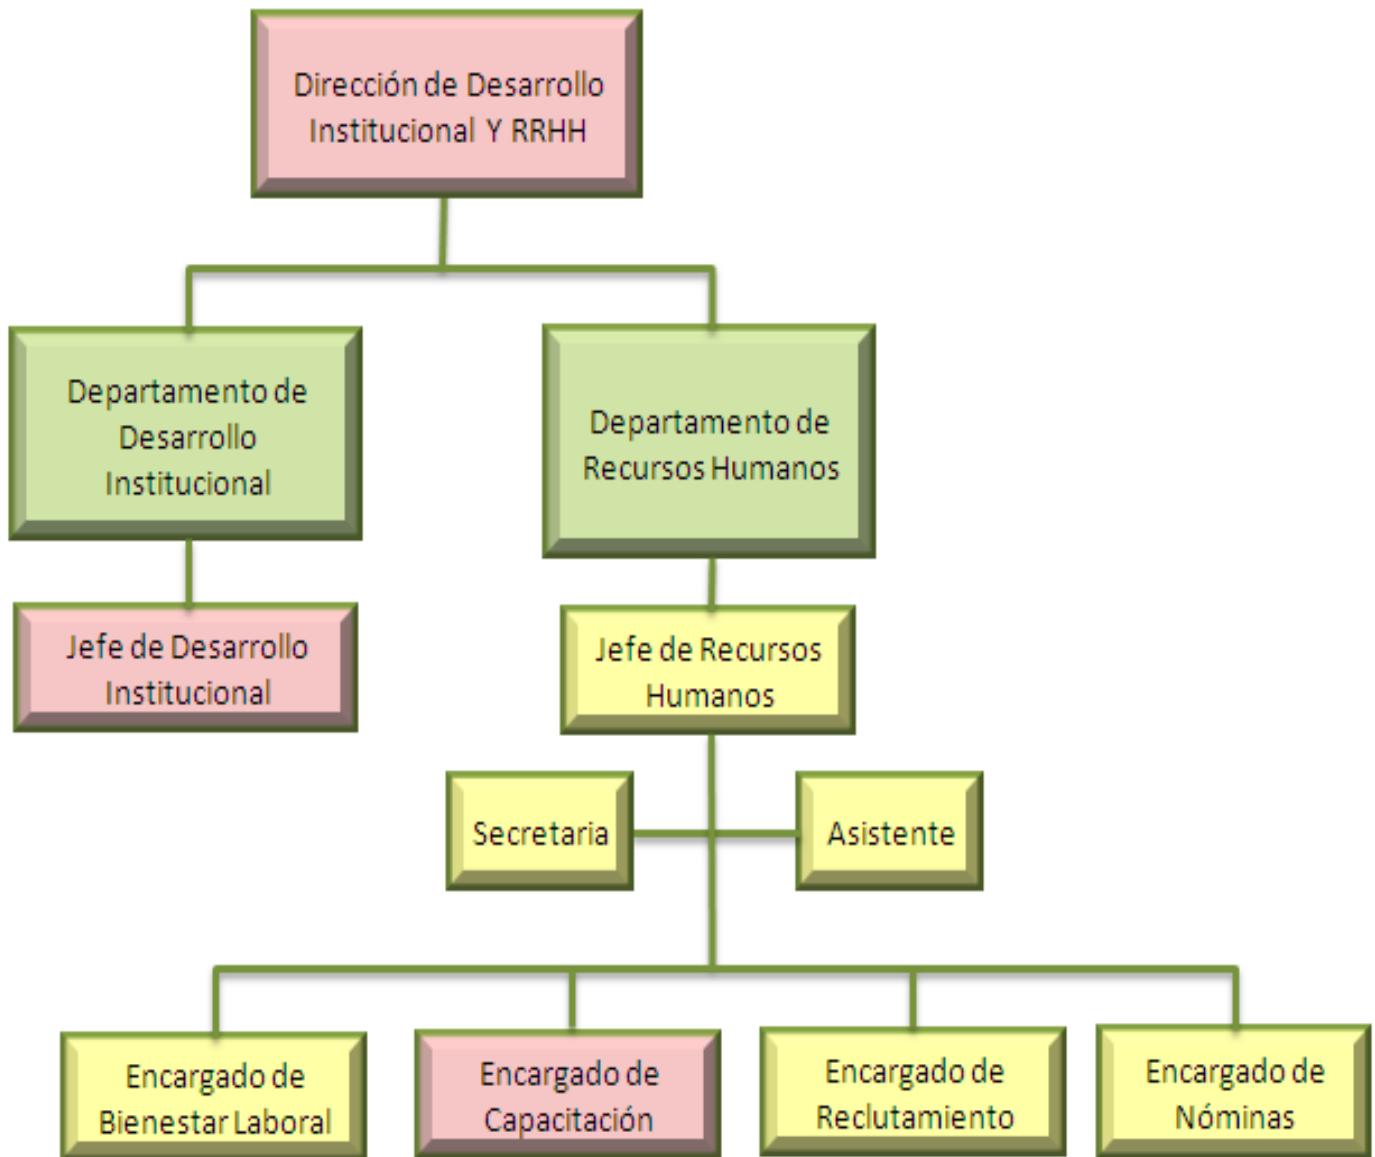 Dirección de Desarrollo
Institucional Y RRHH
Departamento de
Desarrollo
Institucional
Departamento de
Recursos Humanos
Jefe de Desarrollo
Institucional
Jefe de Recursos
Humanos
Secretaria
Asistente
Encargado de
Bienestar Laboral
Encargado de
Capacitación
Encargado de
Reclutamiento
Encargado de
Nóminas